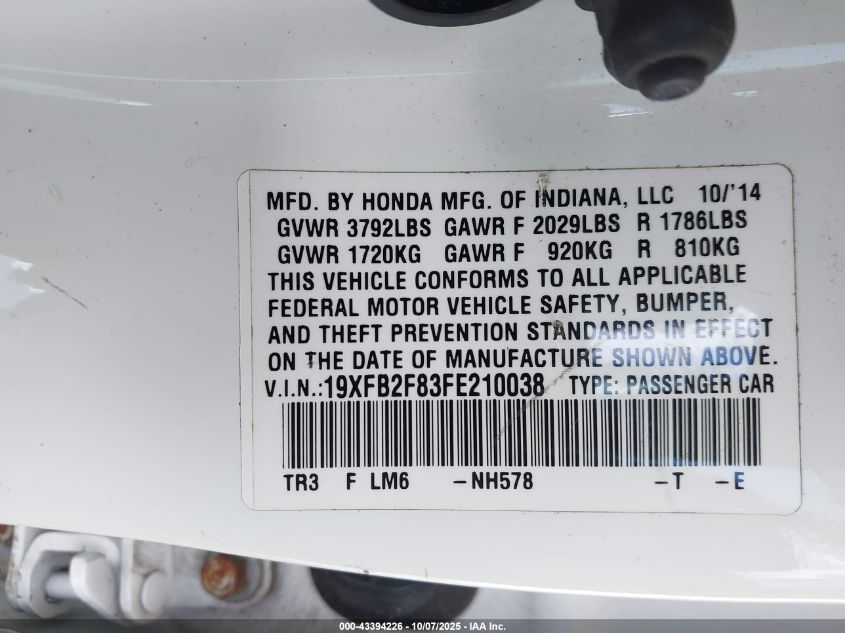 MFD. BY HONDA MFG. OF INDIANA, LLC 10/'14
GVWR 3792LBS GAWR F 2029LBS R 1786LBS
GVWR 1720KG GAWR F 920KG R 810KG
THIS VEHICLE CONFORMS TO ALL APPLICABLE
FEDERAL MOTOR VEHICLE SAFETY, BUMPER,
AND THEFT PREVENTION STANDARDS IN EFFECT
ON THE DATE OF MANUFACTURE SHOWN ABOVE.
V.I.N.:19XFB2F83FE210038 TYPE: PASSENGER CAR
TR3 F LM6 -NH578 -T -E
000-43394226 - 10/07/2025 - IAA Inc.